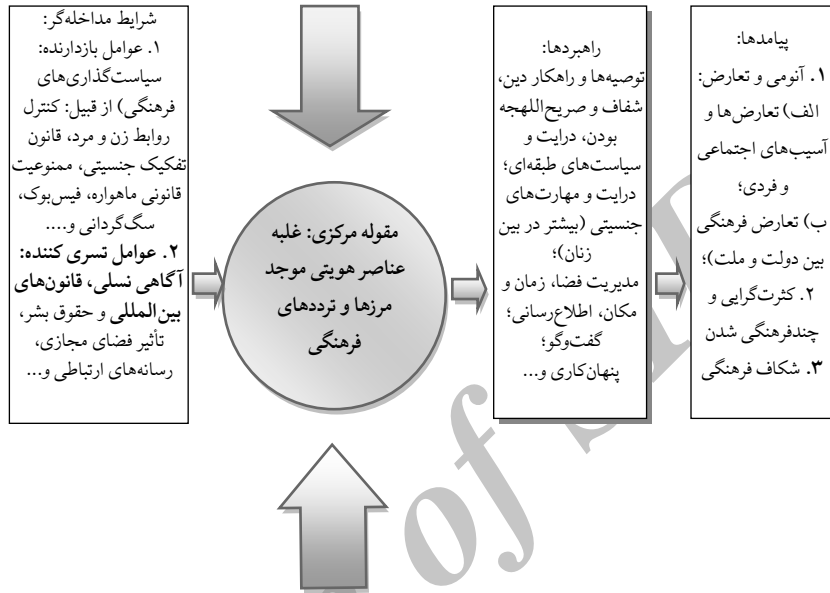 شرایط مداخله‌گر:
۱. عوامل بازدارنده:
سیاست‌گذاری‌های
فرهنگی) از قبیل: کنترل
روابط زن و مرد، قانون
تفکیک جنسیتی، ممنوعیت
قانونی ماهواره، فیس‌بوک،
سگ‌گردانی و....
۲. عوامل تسری کننده:
آگاهی نسلی، قانون‌های
بین‌المللی و حقوق بشر،
تأثیر فضای مجازی،
رسانه‌های ارتباطی و...
مقوله مرکزی: غلبه
عناصر هویتی موجد
مرزها و ترددهای
فرهنگی
راهبردها:
توصیه‌ها و راهکار دین،
شفاف و صریح‌اللهجه
بودن، درایت و
سیاست‌های طبقه‌ای؛
درایت و مهارت‌های
جنسیتی (بیشتر در بین
زنان)؛
مدیریت فضا، زمان و
مکان، اطلاع‌رسانی؛
گفت‌وگو؛
پنهان‌کاری و...
پیامدها:
۱. آنومی و تعارض:
الف) تعارض‌ها و
آسیب‌های اجتماعی
و فردی؛
ب) تعارض فرهنگی
بین دولت و ملت)؛
۲. کثرت‌گرایی و
چندفرهنگی شدن
۳. شکاف فرهنگی
of